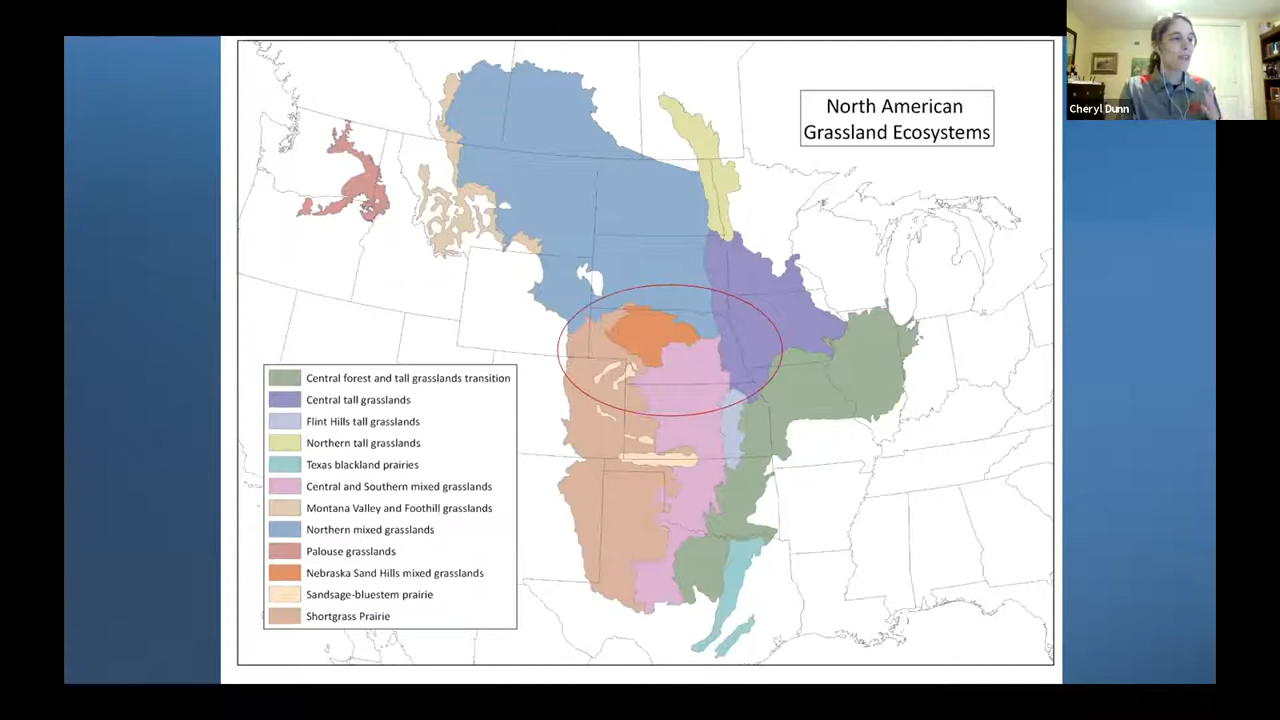 Cheryl Dunn
North American
Grassland Ecosystems
Central forest and tall grasslands transition
Central tall grasslands
Flint Hills tall grasslands
Northern tall grasslands
Texas blackland prairies
Central and Southern mixed grasslands
Montana Valley and Foothill grasslands
Northern mixed grasslands
Palouse grasslands
Nebraska Sand Hills mixed grasslands
Sandsage-bluestem prairie
Shortgrass Prairie